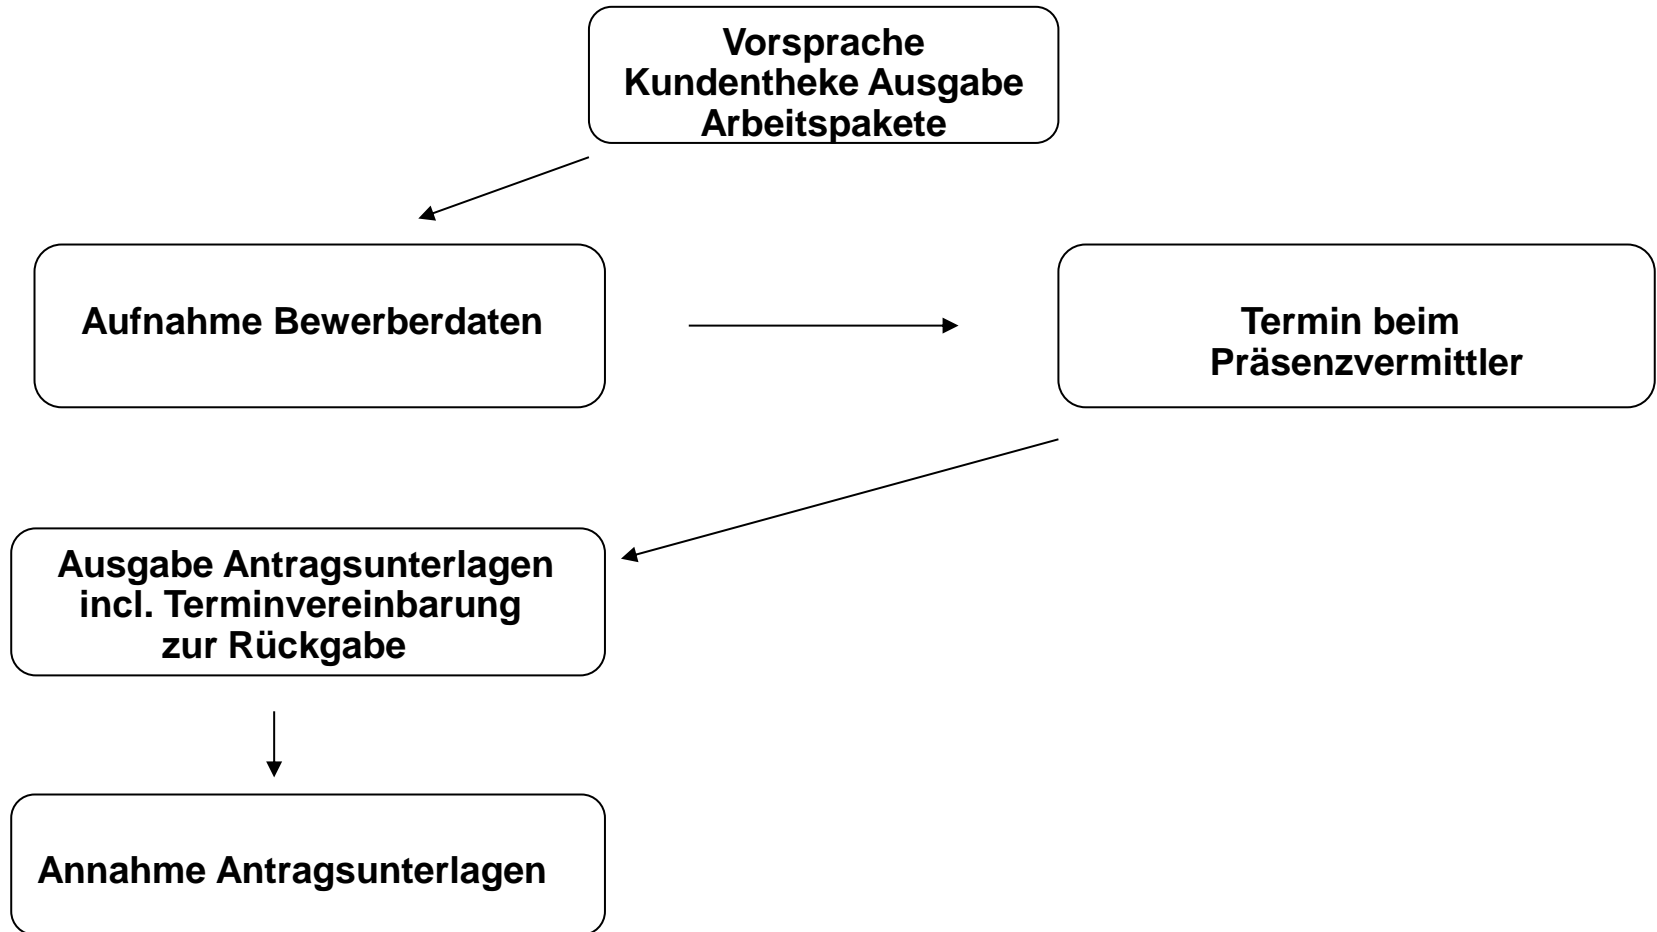 Vorsprache
Kundentheke Ausgabe
Arbeitspakete
Aufnahme Bewerberdaten
Termin beim
Präsenzvermittler
Ausgabe Antragsunterlagen
incl. Terminvereinbarung
zur Rückgabe
Annahme Antragsunterlagen